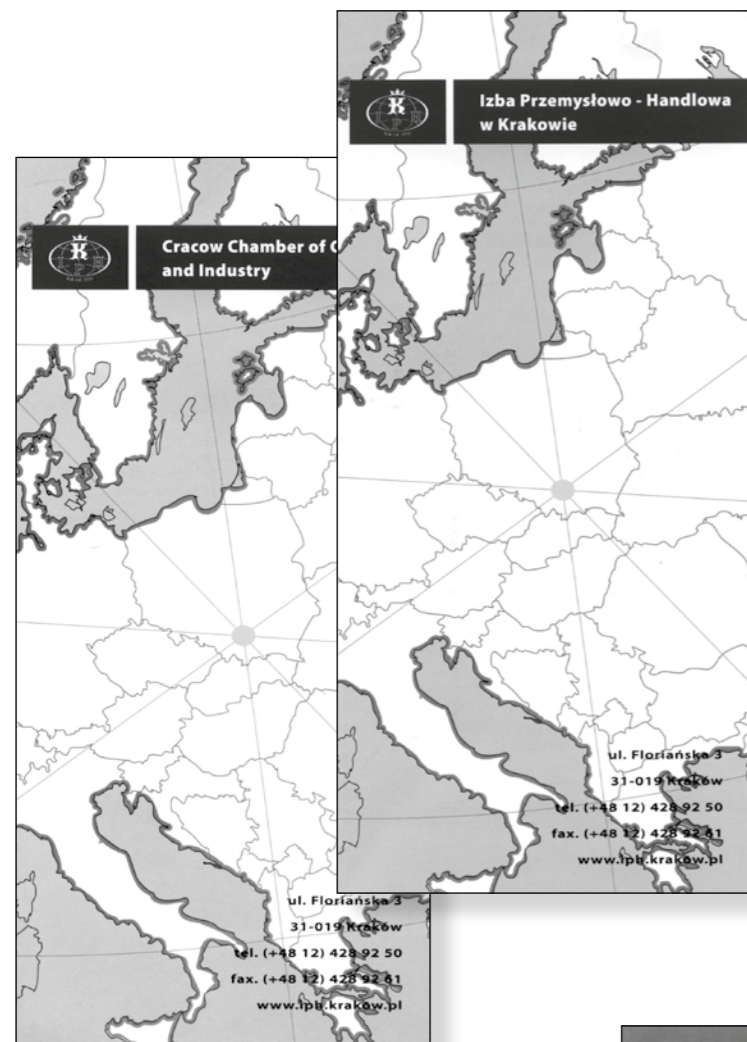 Izba Przemysłowo - Handlowa
w Krakowie
ul. Floriańska 3
31-019 Kraków
tel. (+48 12) 428 92 50
fax. (+48 12) 428 92 61
www.iph.krakow.pl
Cracow Chamber of
and Industry
ul. Floriańska 3
31-019 Kraków
tel. (+48 12) 428 92 50
fax. (+48 12) 428 92 61
www.iph.krakow.pl